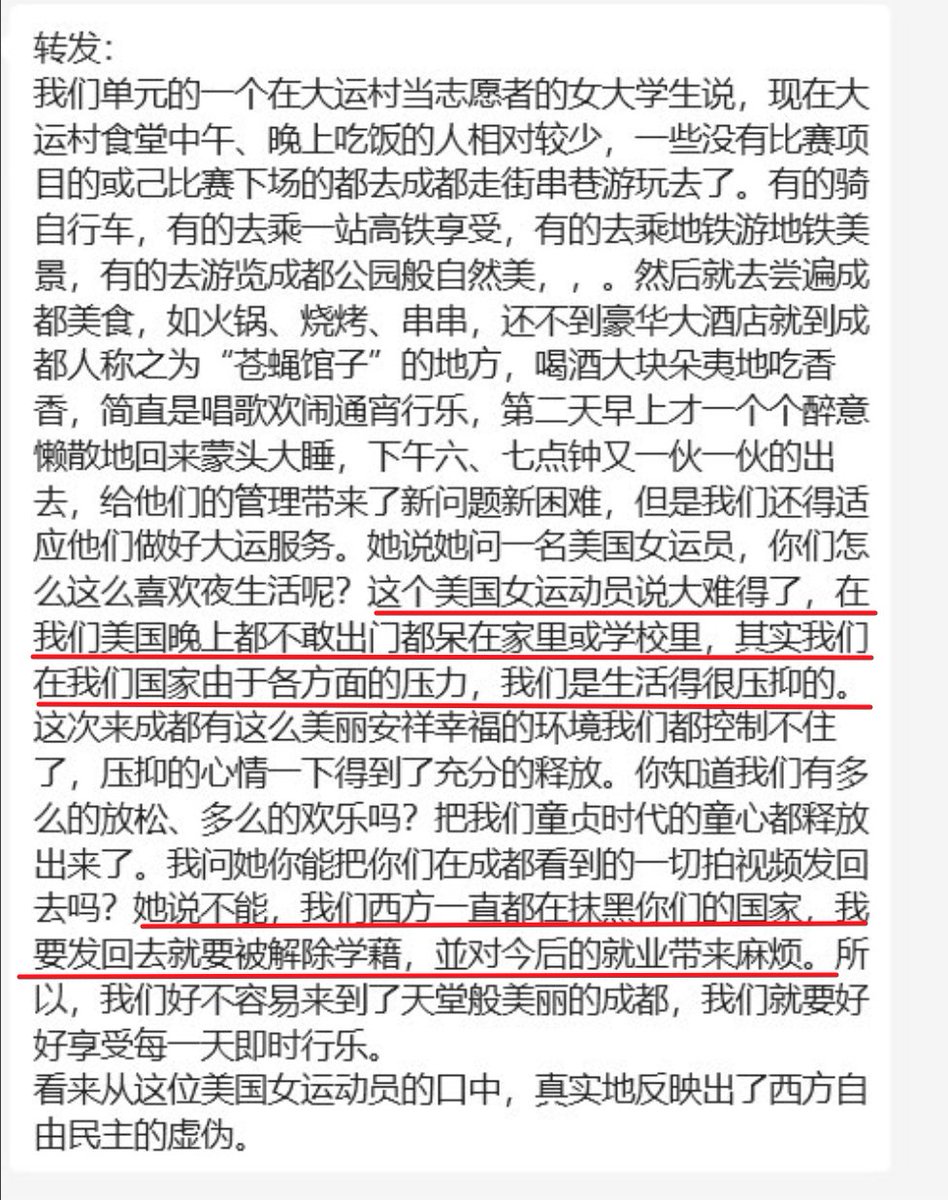 转发：
我们单元的一个在大运村当志愿者的女大学生说，现在大
运村食堂中午、晚上吃饭的人相对较少，一些没有比赛项
目的或己比赛下场的都去成都走街串巷游玩去了。有的骑
自行车，有的去乘一站高铁享受，有的去乘地铁游地铁美
景，有的去游览成都公园般自然美，，。然后就去尝遍成
都美食，如火锅、烧烤、串串，还不到豪华大酒店就到成
都人称之为“苍蝇馆子”的地方，喝酒大块朵夷地吃香
香，简直是唱歌欢闹通宵行乐，第二天早上才一个个醉意
懒散地回来蒙头大睡，下午六、七点钟又一伙一伙的出
去，给他们的管理带来了新问题新困难，但是我们还得适
应他们做好大运服务。她说她问一名美国女运员，你们怎
么这么喜欢夜生活呢？这个美国女运动员说大难得了，在
我们美国晚上都不敢出门都呆在家里或学校里，其实我们
在我们国家由于各方面的压力，我们是生活得很压抑的。
这次来成都有这么美丽安祥幸福的环境我们都控制不住
了，压抑的心情一下得到了充分的释放。你知道我们有多
么的放松、多么的欢乐吗？把我们童贞时代的童心都释放
出来了。我问她你能把你们在成都看到的一切拍视频发回
去吗？她说不能，我们西方一直都在抹黑你们的国家，我
要发回去就要被解除学藉，並对今后的就业带来麻烦。所
以，我们好不容易来到了天堂般美丽的成都，我们就要好
好享受每一天即时行乐。
看来从这位美国女运动员的口中，真实地反映出了西方自
由民主的虚伪。